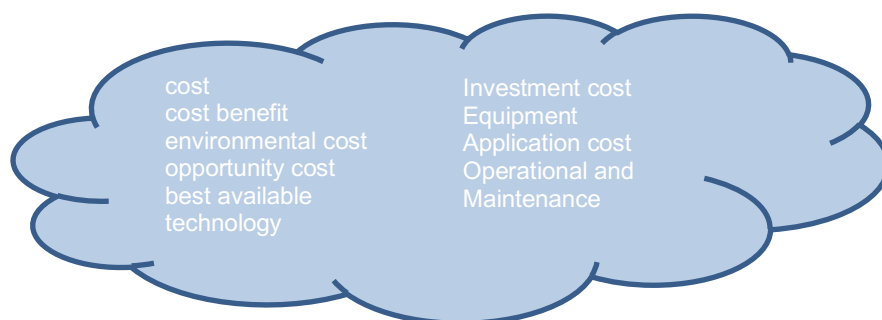 cost
cost benefit
environmental cost
opportunity cost
best available
technology
Investment cost
Equipment
Application cost
Operational and
Maintenance